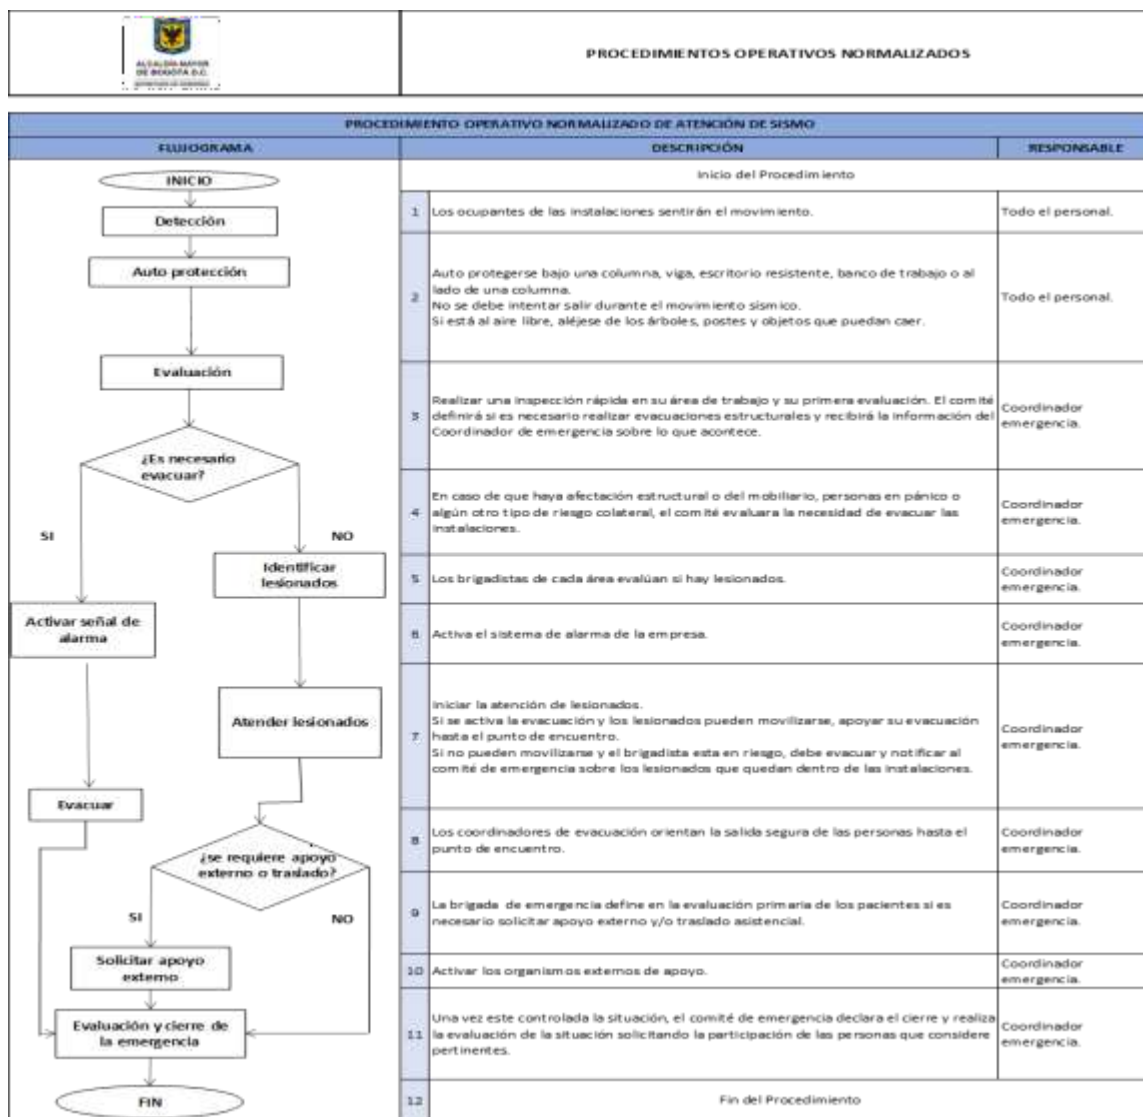 ALCALDÍA MAYOR
DE BOGOTÁ D.C.
PROCEDIMIENTOS OPERATIVOS NORMALIZADOS
PROCEDIMIENTO OPERATIVO NORMALIZADO DE ATENCIÓN DE SISMO
FLUJOGRAMA
DESCRIPCIÓN
RESPONSABLE
INICIO
Detección
Auto protección
Evaluación
¿Es necesario
evacuar?
SI
NO
Identificar
lesionados
Activar señal de
alarma
Atender lesionados
Evacuar
¿se requiere apoyo
externo o traslado?
SI
NO
Solicitar apoyo
externo
Evaluación y cierre de
la emergencia
FIN
Inicio del Procedimiento
1
Los ocupantes de las instalaciones sentirán el movimiento.
Todo el personal.
2
Auto protegerse bajo una columna, viga, escritorio resistente, banco de trabajo o al
lado de una columna.
No se debe intentar salir durante el movimiento sísmico.
Si está al aire libre, aléjese de los árboles, postes y objetos que puedan caer.
Todo el personal.
3
Realizar una inspección rápida en su área de trabajo y su primera evaluación. El comité
definirá si es necesario realizar evacuaciones estructurales y recibirá la información del
Coordinador de emergencia sobre lo que acontece.
Coordinador
emergencia.
4
En caso de que haya afectación estructural o del mobiliario, personas en pánico o
algún otro tipo de riesgo colateral, el comité evaluara la necesidad de evacuar las
instalaciones.
Coordinador
emergencia.
5
Los brigadistas de cada área evalúan si hay lesionados.
Coordinador
emergencia.
6
Activa el sistema de alarma de la empresa.
Coordinador
emergencia.
7
Iniciar la atención de lesionados.
Si se activa la evacuación y los lesionados pueden movilizarse, apoyar su evacuación
hasta el punto de encuentro.
Si no pueden movilizarse y el brigadista esta en riesgo, debe evacuar y notificar al
comité de emergencia sobre los lesionados que quedan dentro de las instalaciones.
Coordinador
emergencia.
8
Los coordinadores de evacuación orientan la salida segura de las personas hasta el
punto de encuentro.
Coordinador
emergencia.
9
La brigada de emergencia define en la evaluación primaria de los pacientes si es
necesario solicitar apoyo externo y/o traslado asistencial.
Coordinador
emergencia.
10
Activar los organismos externos de apoyo.
Coordinador
emergencia.
11
Una vez este controlada la situación, el comité de emergencia declara el cierre y realiza
la evaluación de la situación solicitando la participación de las personas que considere
pertinentes.
Coordinador
emergencia.
12
Fin del Procedimiento